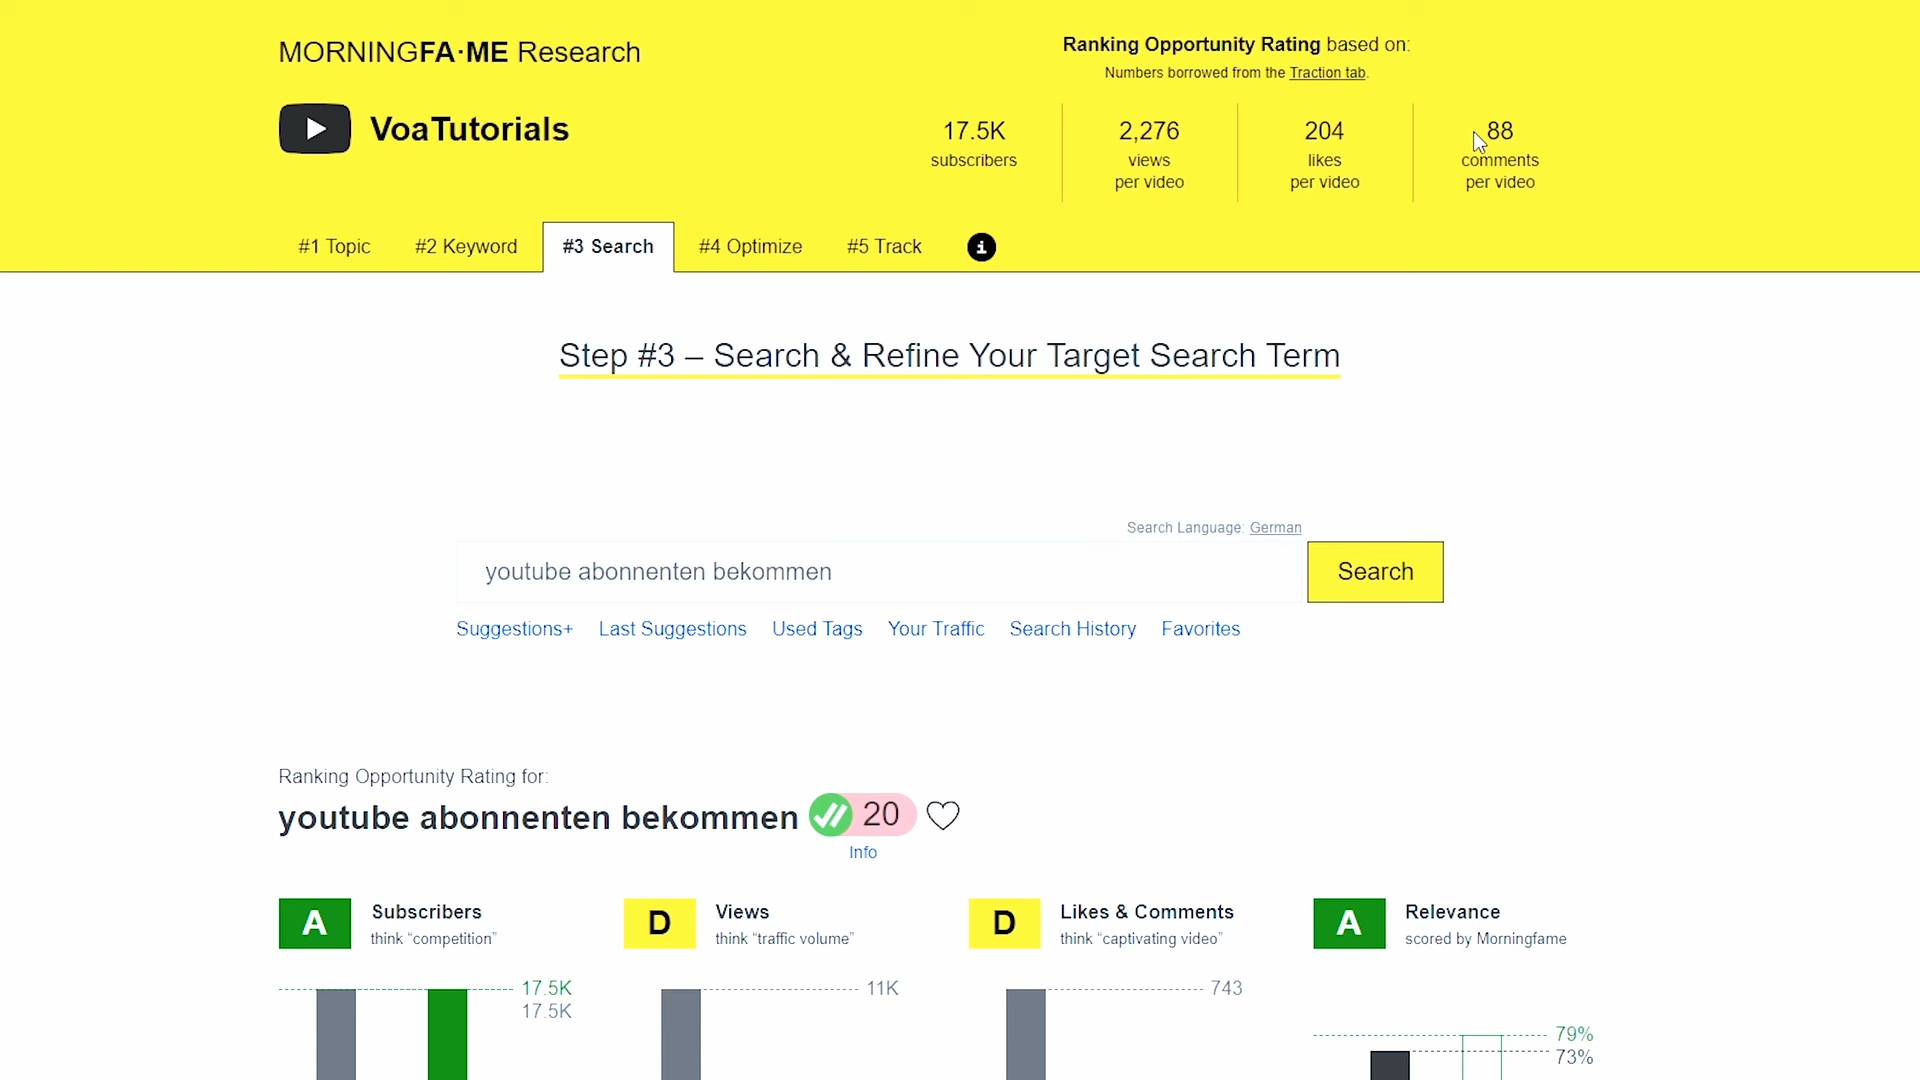 MORNINGFA·ME Research
Ranking Opportunity Rating based on:
Numbers borrowed from the Traction tab.
VoaTutorials
17.5K
subscribers
2,276
views
per video
204
likes
per video
88
comments
per video
#1 Topic
#2 Keyword
#3 Search
#4 Optimize
#5 Track
i
Step #3 – Search & Refine Your Target Search Term
Search Language: German
youtube abonnenten bekommen
Search
Suggestions+
Last Suggestions
Used Tags
Your Traffic
Search History
Favorites
Ranking Opportunity Rating for:
youtube abonnenten bekommen
20
Info
A
Subscribers
think “competition”
D
Views
think “traffic volume”
D
Likes & Comments
think “captivating video”
A
Relevance
scored by Morningfame
17.5K
17.5K
11K
743
79%
73%